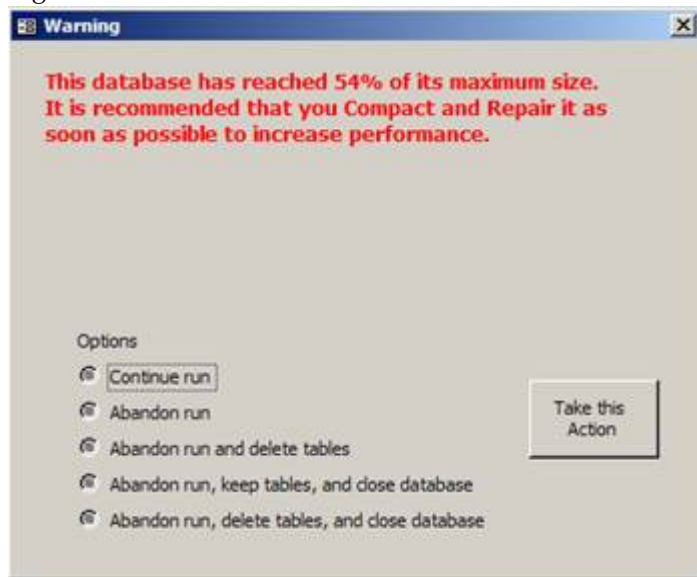 Warning
This database has reached 54% of its maximum size.
It is recommended that you Compact and Repair it as
soon as possible to increase performance.
Options
Continue run
Abandon run
Abandon run and delete tables
Abandon run, keep tables, and close database
Abandon run, delete tables, and close database
Take this
Action